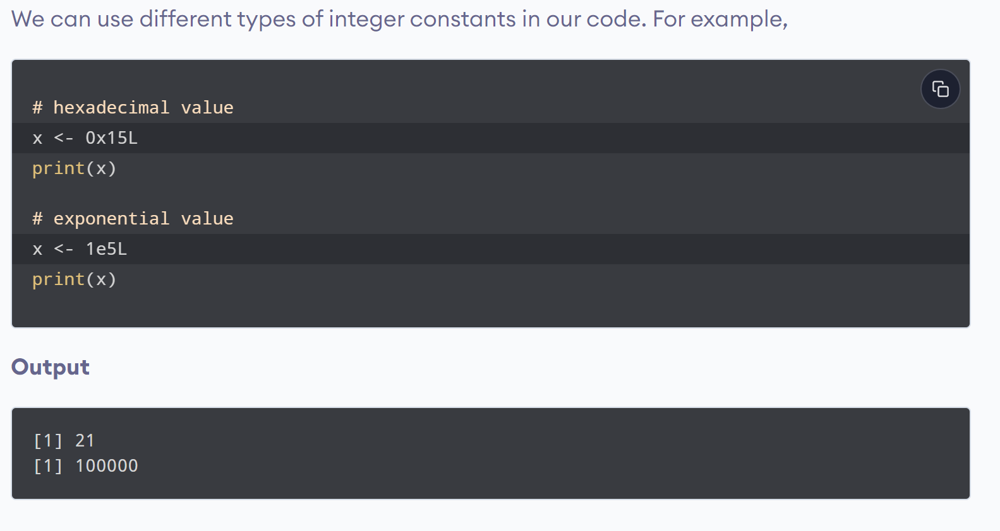 We can use different types of integer constants in our code. For example,
# hexadecimal value
x <- 0x15L
print(x)
# exponential value
x <- 1e5L
print(x)
Output
[1] 21
[1] 100000